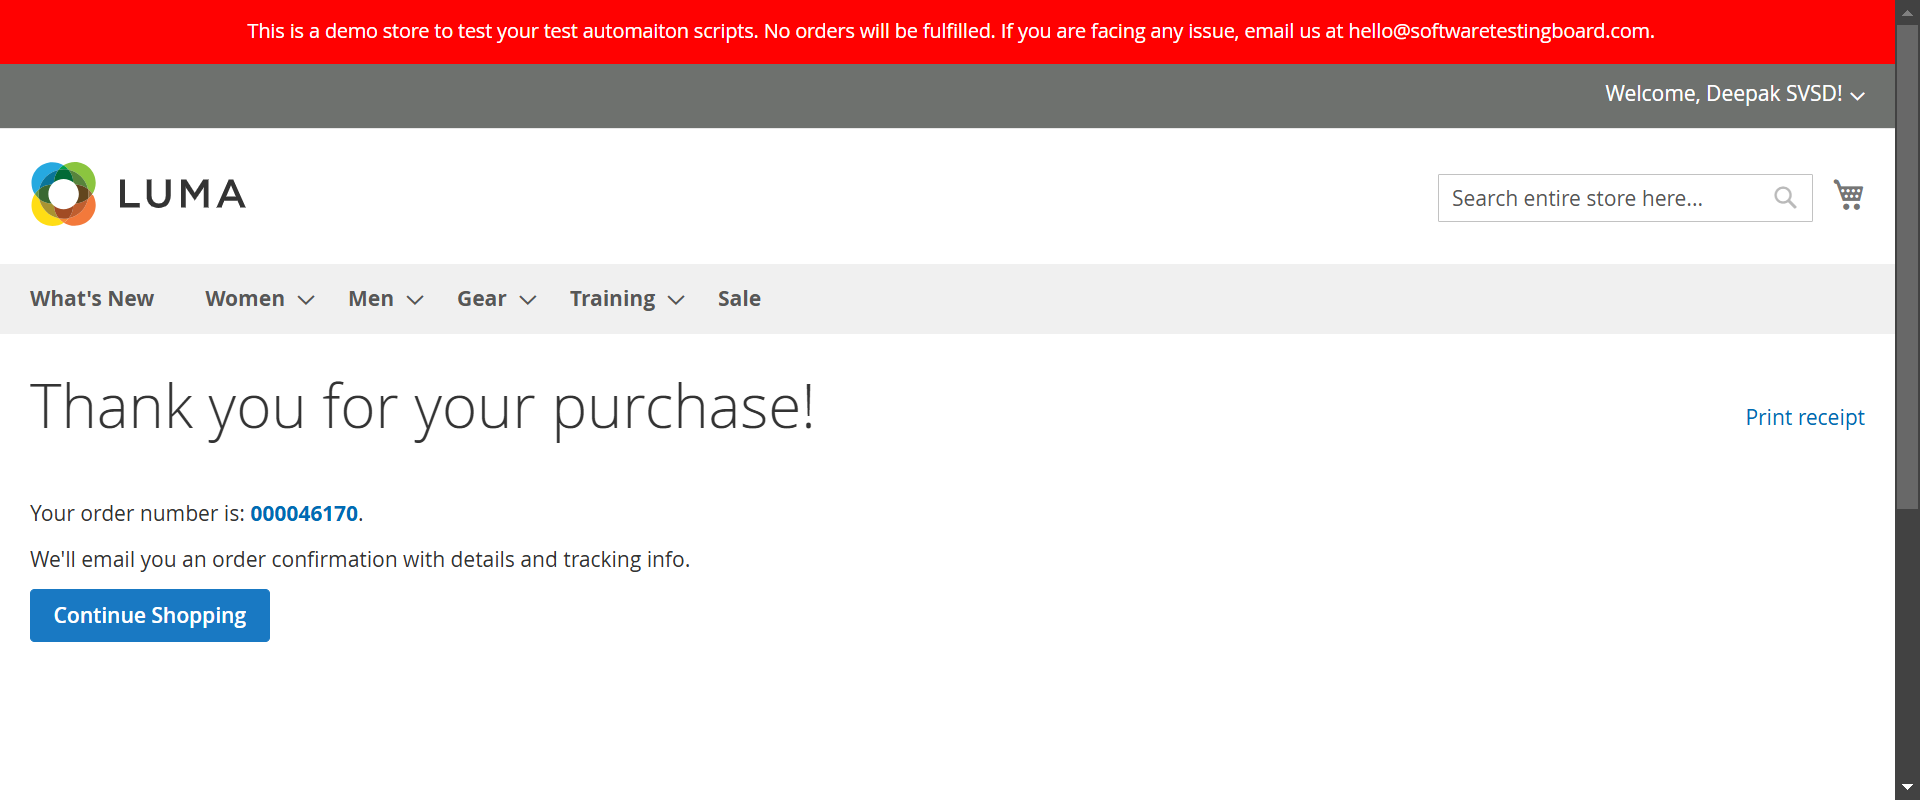 This is a demo store to test your test automaiton scripts. No orders will be fulfilled. If you are facing any issue, email us at hello@softwaretestingboard.com.
Welcome, Deepak SVSD!
LUMA
Search entire store here...
What's New Women Men Gear Training Sale
Thank you for your purchase!
Print receipt
Your order number is: 000046170.
We'll email you an order confirmation with details and tracking info.
Continue Shopping